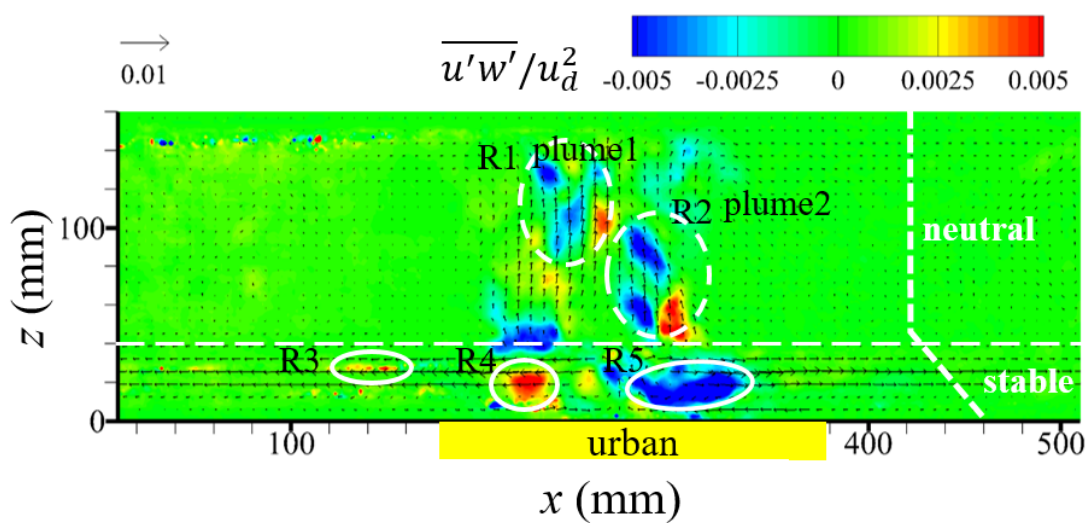 0.01
u'w'/u_d^2
-0.005 -0.0025 0 0.0025 0.005
R1 plume1
R2 plume2
100
neutral
z (mm)
R3 R4 R5
stable
0
100 urban 400 500
x (mm)